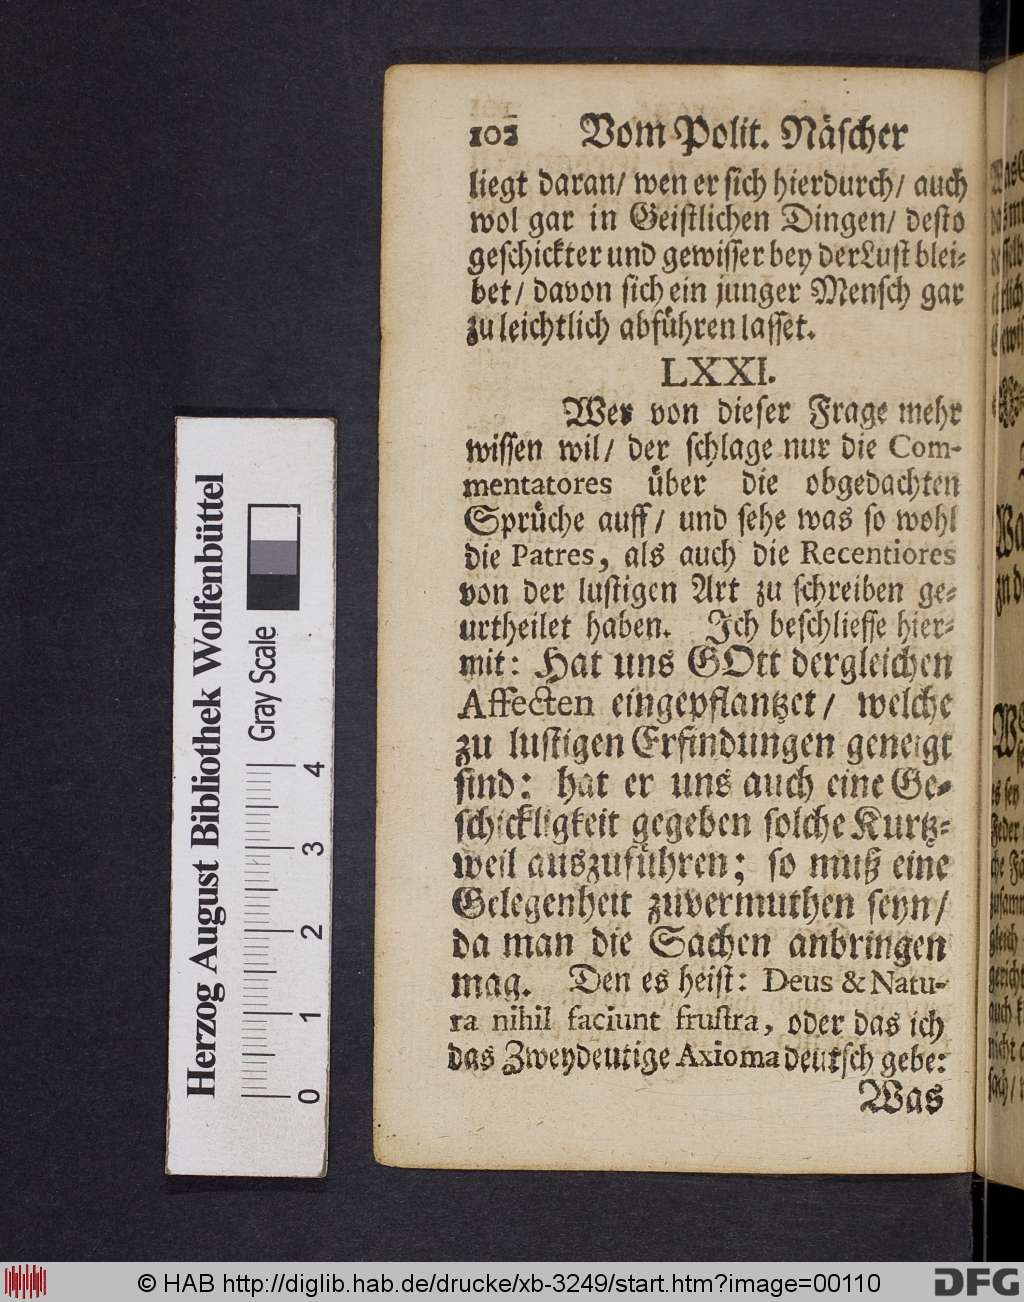 102 Vom Polit. Näscher
liegt daran/ wen er sich hierdurch/ auch
wol gar in Geistlichen Dingen/ desto
geschickter und gewisser bey der Lust blei-
bet/ davon sich ein junger Mensch gar
zu leichtlich abführen lasset.
LXXI.
Wer von dieser Frage mehr
wissen wil/ der schlage nur die Com-
mentatores über die obgedachten
Sprüche auff/ und sehe was so wohl
die Patres, als auch die Recentiores
von der lustigen Art zu schreiben ge-
urtheilet haben. Ich beschliesse hier-
mit: Hat uns GOtt dergleichen
Affecten eingepflantzet/ welche
zu lustigen Erfindungen geneigt
sind: hat er uns auch eine Ge-
schickligkeit gegeben solche Kurtz-
weil auszuführen; so muß eine
Gelegenheit zuvermuthen seyn/
da man die Sachen anbringen
mag. Den es heist: Deus & Natu-
ra nihil faciunt frustra, oder das ich
das Zweydeutige Axioma deutsch gebe:
Was
Herzog August Bibliothek Wolfenbüttel
Gray Scale
0 1 2 3 4
© HAB http://diglib.hab.de/drucke/xb-3249/start.htm?image=00110
DFG